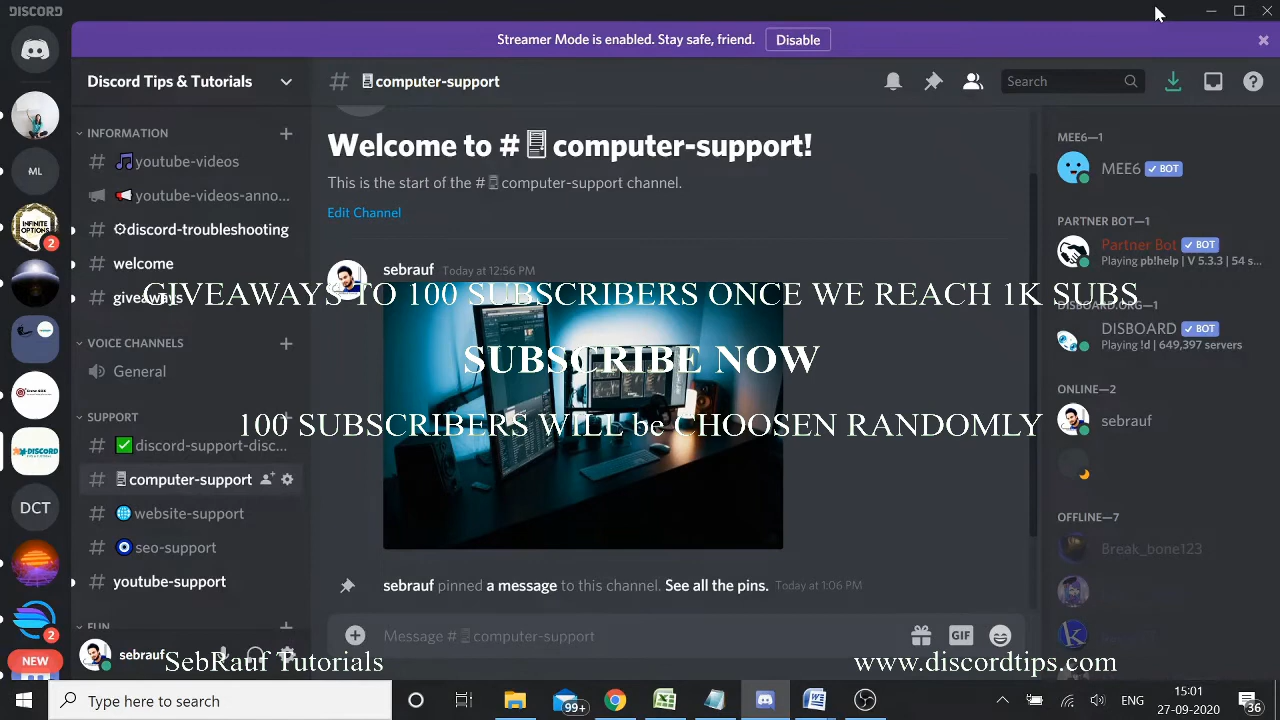 DISCORD
Streamer Mode is enabled. Stay safe, friend.
Disable
Discord Tips & Tutorials
computer-support
Search
INFORMATION
youtube-videos
youtube-videos-anno...
discord-troubleshooting
welcome
giveaways
VOICE CHANNELS
General
SUPPORT
discord-support-disc...
computer-support
website-support
seo-support
youtube-support
FUN
sebrauf
ML
INFINITE OPTIONS
2
DISCORD
DCT
2
NEW
Welcome to # computer-support!
This is the start of the # computer-support channel.
Edit Channel
sebrauf Today at 12:56 PM
GIVEAWAYS TO 100 SUBSCRIBERS ONCE WE REACH 1K SUBS
SUBSCRIBE NOW
100 SUBSCRIBERS WILL be CHOOSEN RANDOMLY
sebrauf pinned a message to this channel. See all the pins. Today at 1:06 PM
Message # computer-support
GIF
MEE6—1
MEE6 BOT
PARTNER BOT—1
Partner Bot BOT
Playing pb!help | V 5.3.3 | 54 s...
DISBOARD.ORG—1
DISBOARD BOT
Playing !d | 649,397 servers
ONLINE—2
sebrauf
OFFLINE—7
Break_bone123
SebRauf Tutorials
www.discordtips.com
Type here to search
99+
ENG
15:01
27-09-2020
36